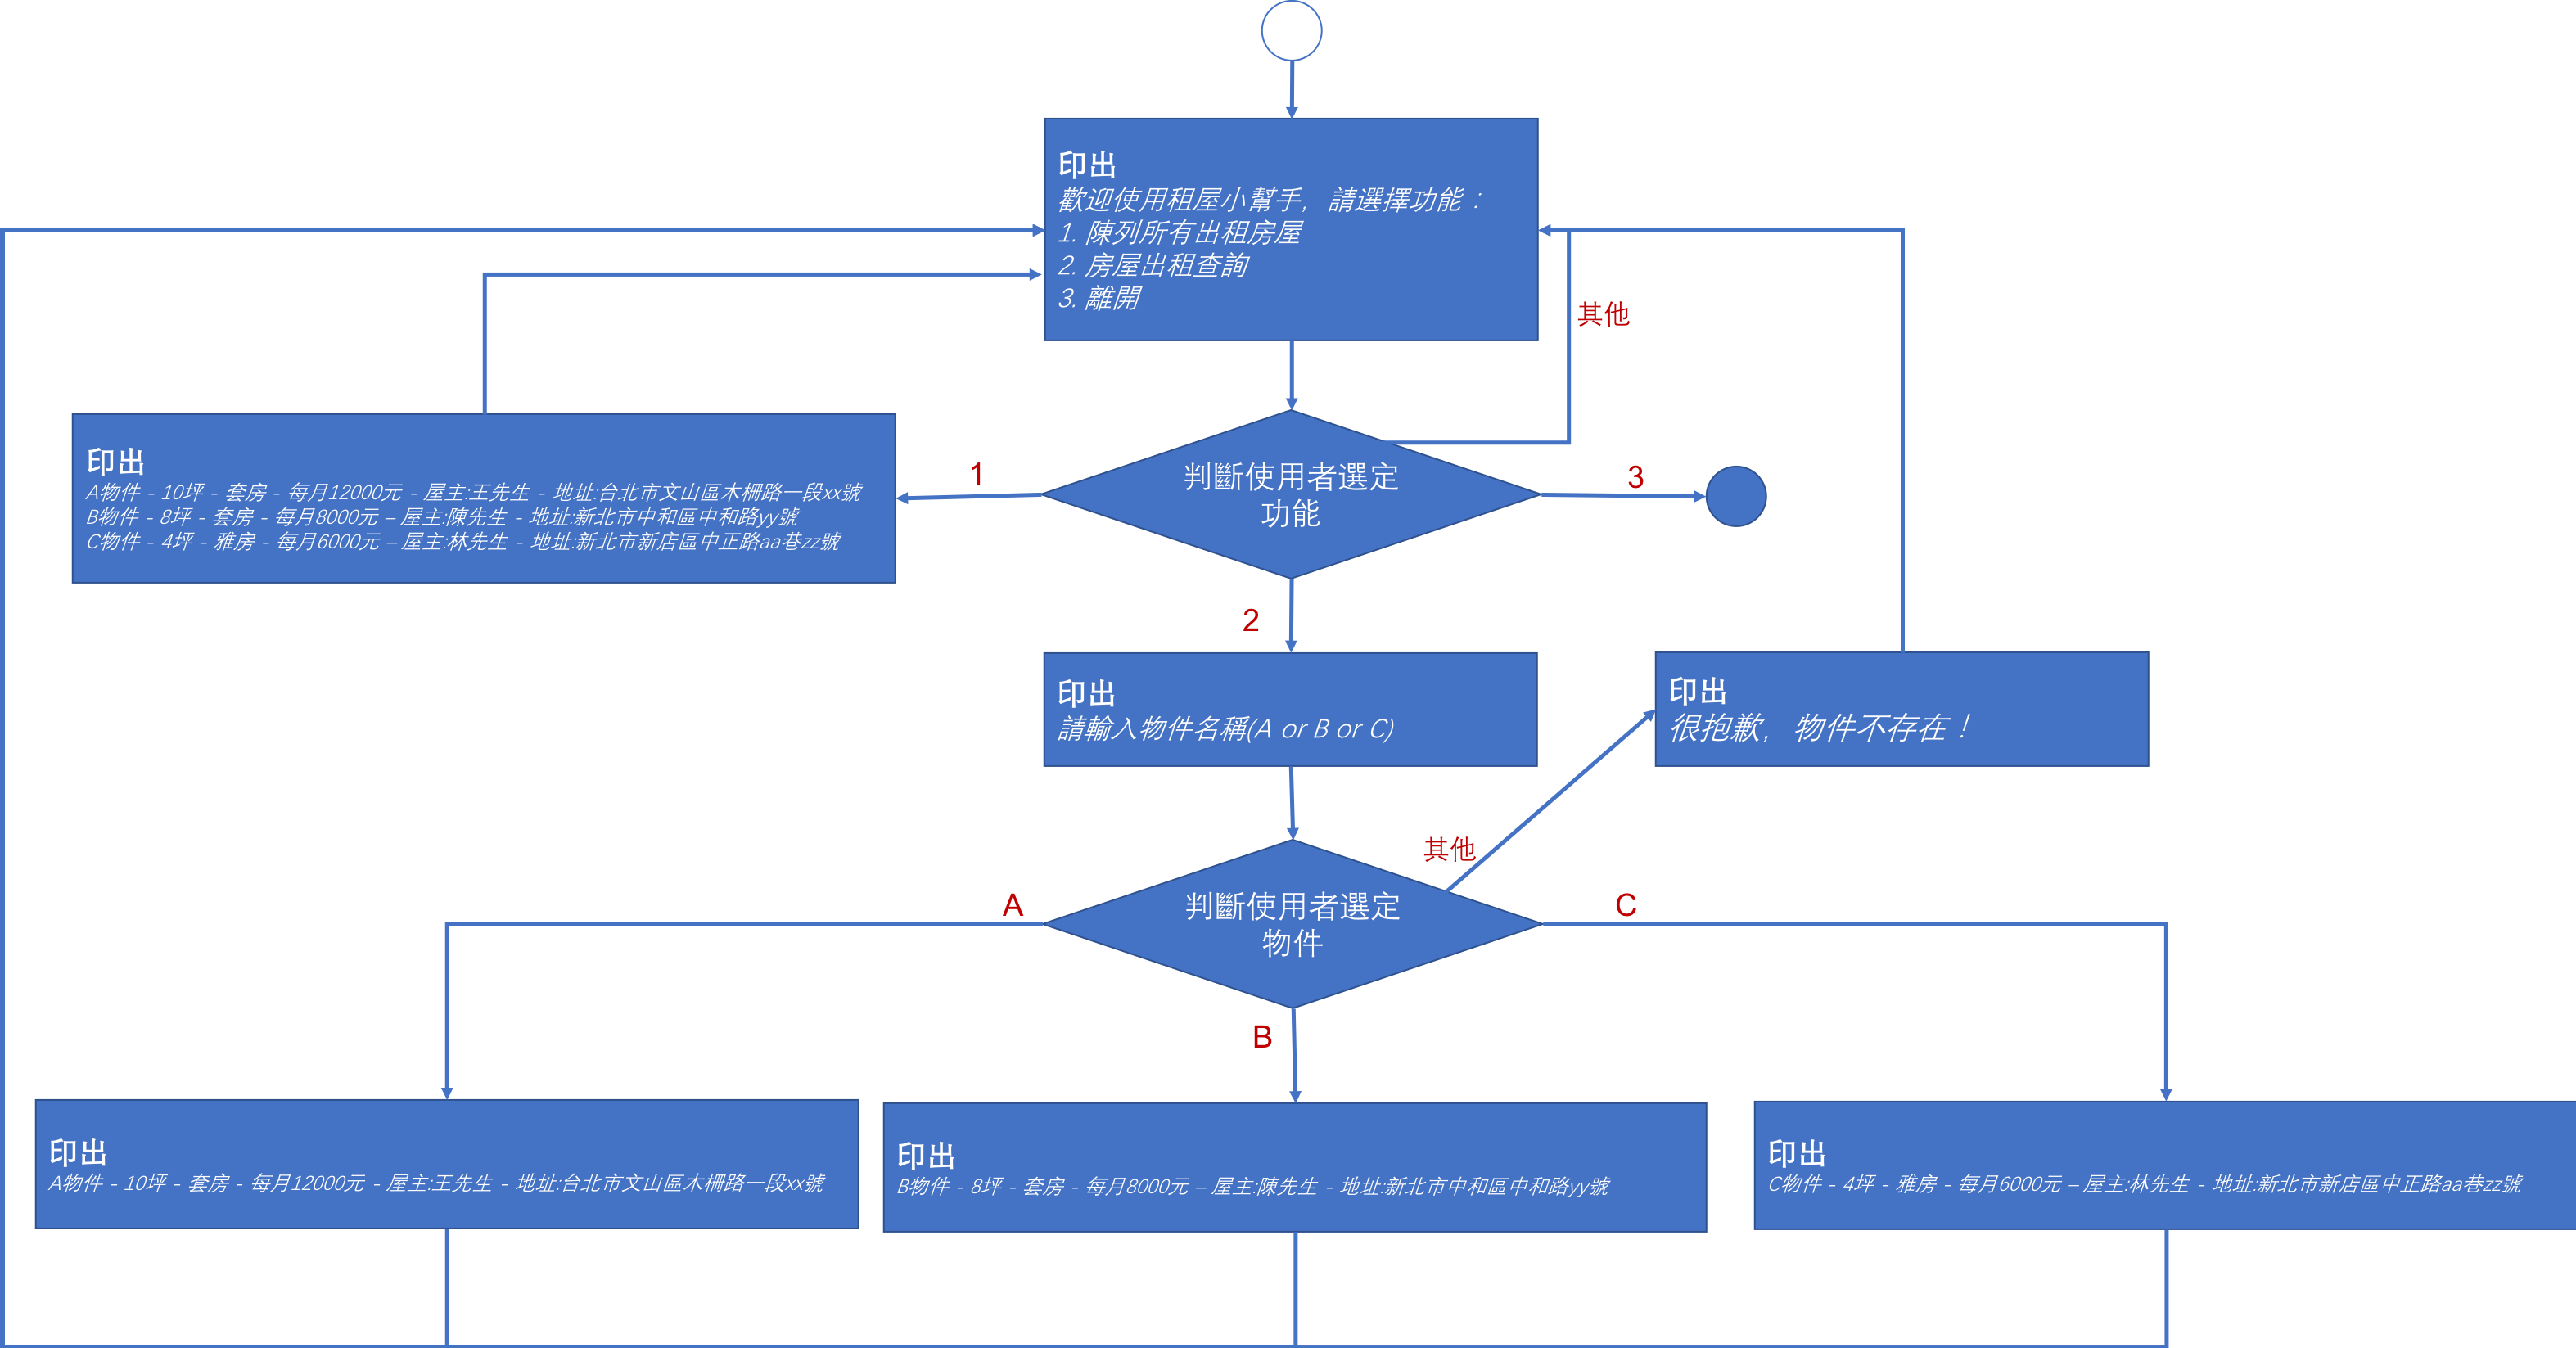 印出
歡迎使用租屋小幫手，請選擇功能：
1. 陳列所有出租房屋
2. 房屋出租查詢
3. 離開
其他
印出
A物件 - 10坪 - 套房 - 每月12000元 - 屋主:王先生 - 地址:台北市文山區木柵路一段xx號
B物件 - 8坪 - 套房 - 每月8000元 – 屋主:陳先生 - 地址:新北市中和區中和路yy號
C物件 - 4坪 - 雅房 - 每月6000元 – 屋主:林先生 - 地址:新北市新店區中正路aa巷zz號
1
判斷使用者選定
功能
3
2
印出
請輸入物件名稱(A or B or C)
印出
很抱歉，物件不存在！
其他
A
判斷使用者選定
物件
C
B
印出
A物件 - 10坪 - 套房 - 每月12000元 - 屋主:王先生 - 地址:台北市文山區木柵路一段xx號
印出
B物件 - 8坪 - 套房 - 每月8000元 – 屋主:陳先生 - 地址:新北市中和區中和路yy號
印出
C物件 - 4坪 - 雅房 - 每月6000元 – 屋主:林先生 - 地址:新北市新店區中正路aa巷zz號